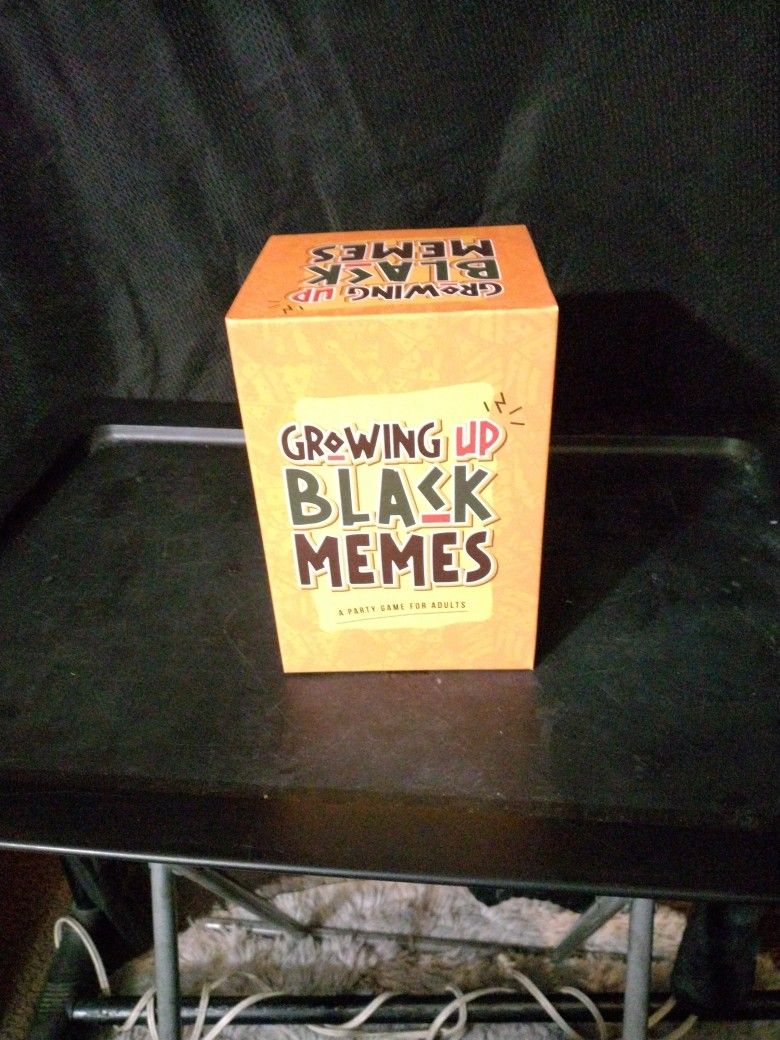 GROWING UP
BLACK
MEMES
GROWING UP
BLACK
MEMES
A PARTY GAME FOR ADULTS